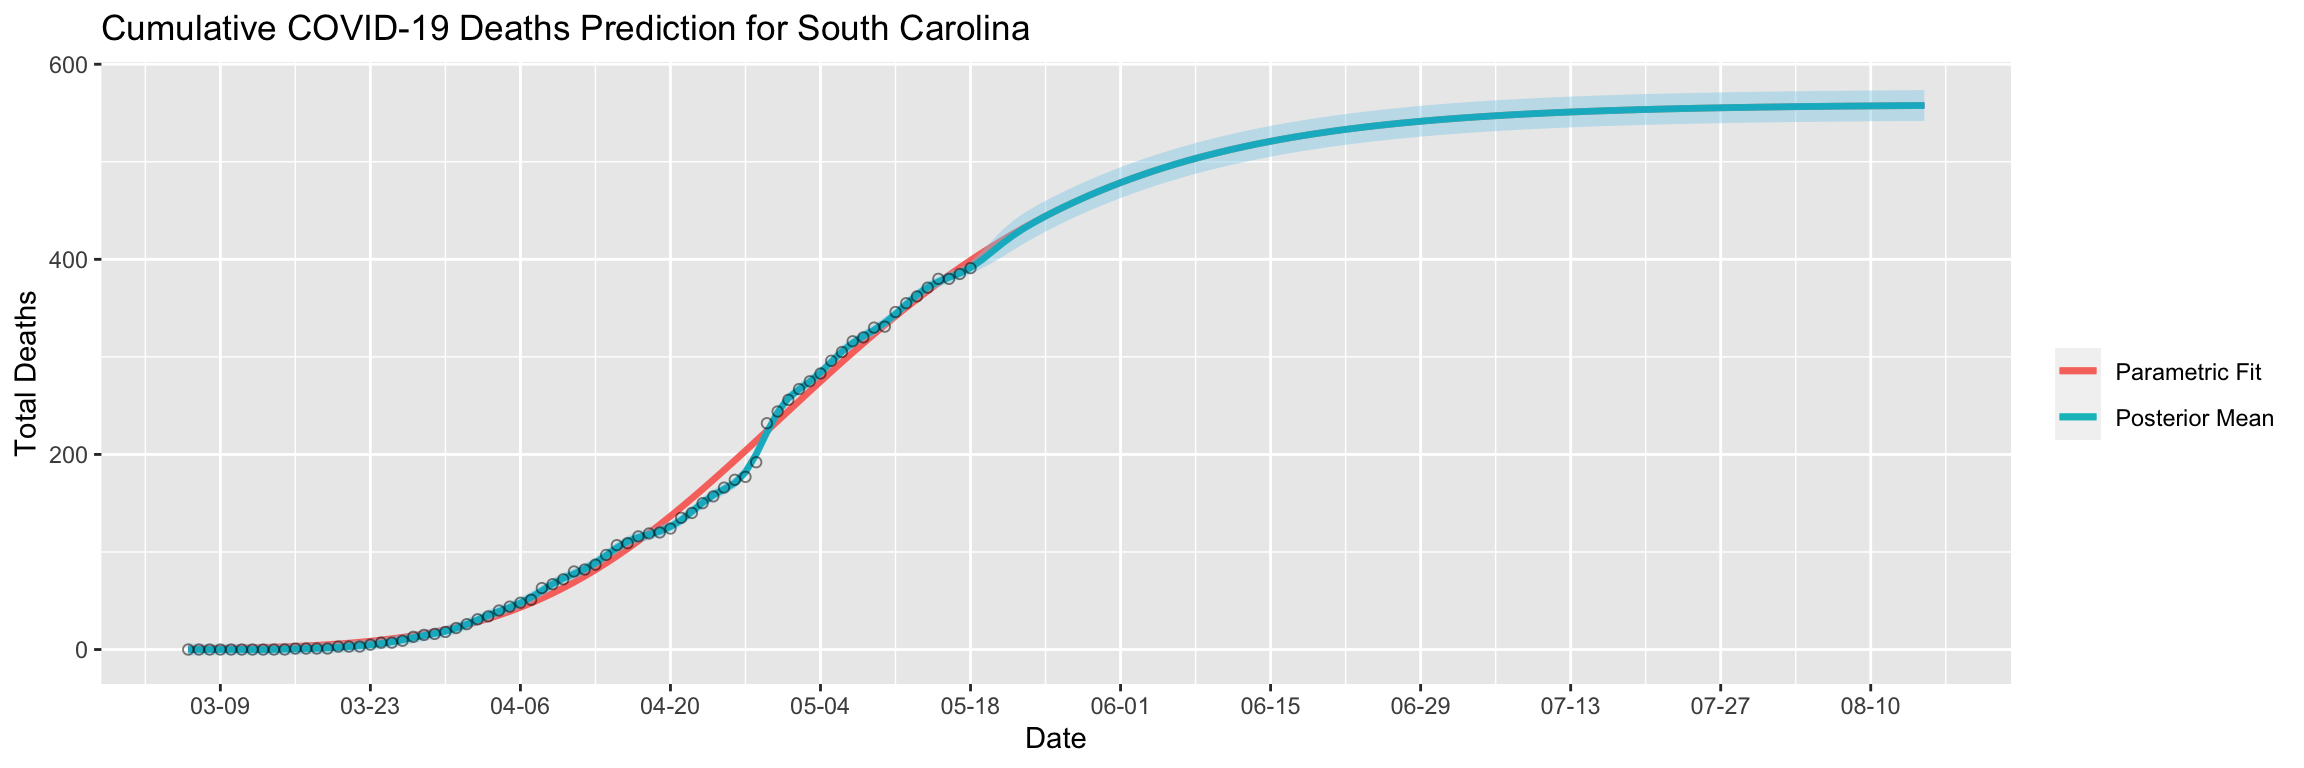 Cumulative COVID-19 Deaths Prediction for South Carolina
600
400
200
0
Total Deaths
03-09 03-23 04-06 04-20 05-04 05-18 06-01 06-15 06-29 07-13 07-27 08-10
Date
Parametric Fit
Posterior Mean